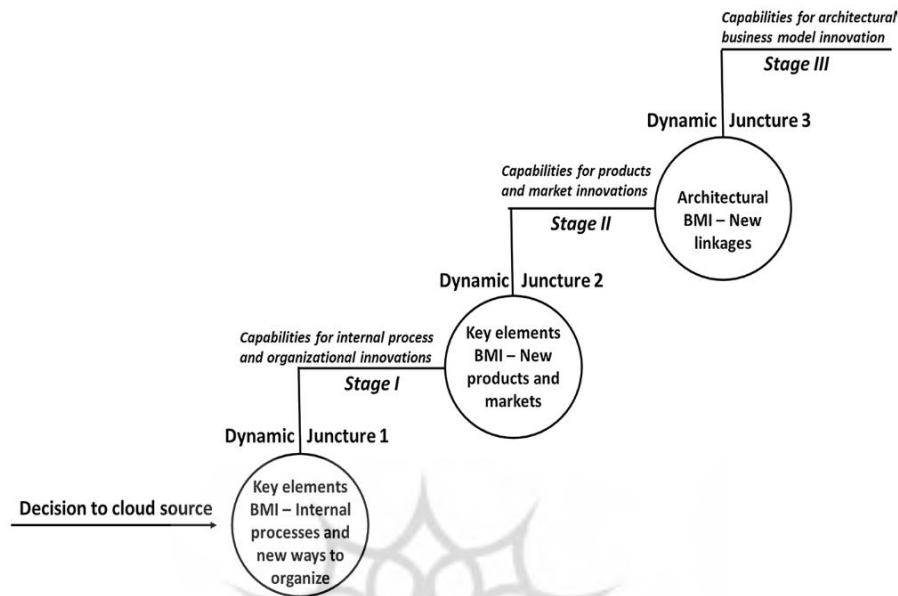 Capabilities for architectural
business model innovation
Stage III
Dynamic Juncture 3
Architectural
BMI – New
linkages
Capabilities for products
and market innovations
Stage II
Dynamic Juncture 2
Key elements
BMI – New
products and
markets
Capabilities for internal process
and organizational innovations
Stage I
Dynamic Juncture 1
Key elements
BMI – Internal
processes and
new ways to
organize
Decision to cloud source